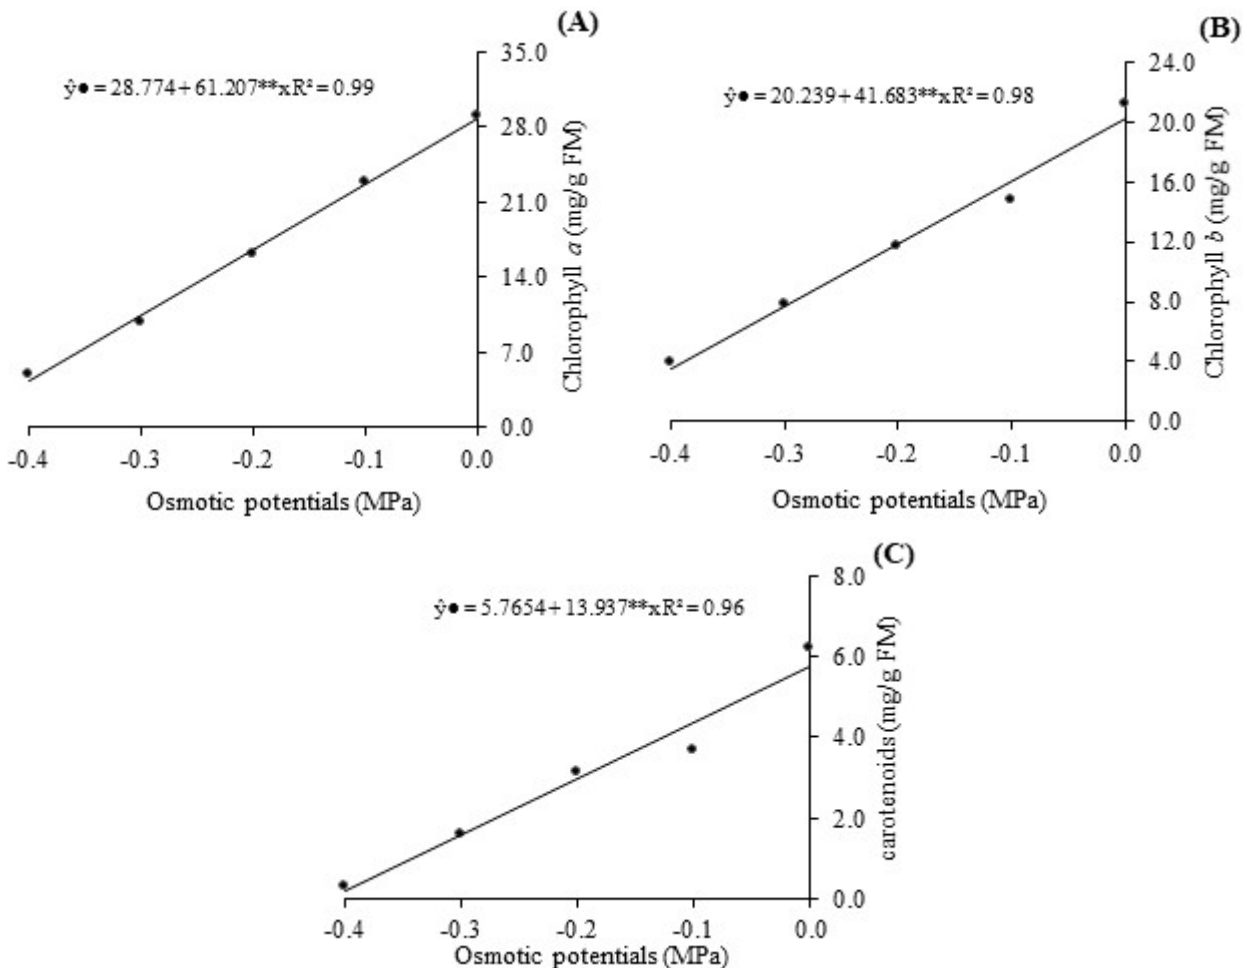 (A)
ŷ● = 28.774+61.207**xR² = 0.99
35.0
28.0
21.0
14.0
7.0
0.0
Chlorophyll a (mg/g FM)
-0.4 -0.3 -0.2 -0.1 0.0
Osmotic potentials (MPa)
(B)
ŷ● = 20.239+41.683**xR² = 0.98
24.0
20.0
16.0
12.0
8.0
4.0
0.0
Chlorophyll b (mg/g FM)
-0.4 -0.3 -0.2 -0.1 0.0
Osmotic potentials (MPa)
(C)
ŷ● = 5.7654+13.937**xR² = 0.96
8.0
6.0
4.0
2.0
0.0
carotenoids (mg/g FM)
-0.4 -0.3 -0.2 -0.1 0.0
Osmotic potentials (MPa)